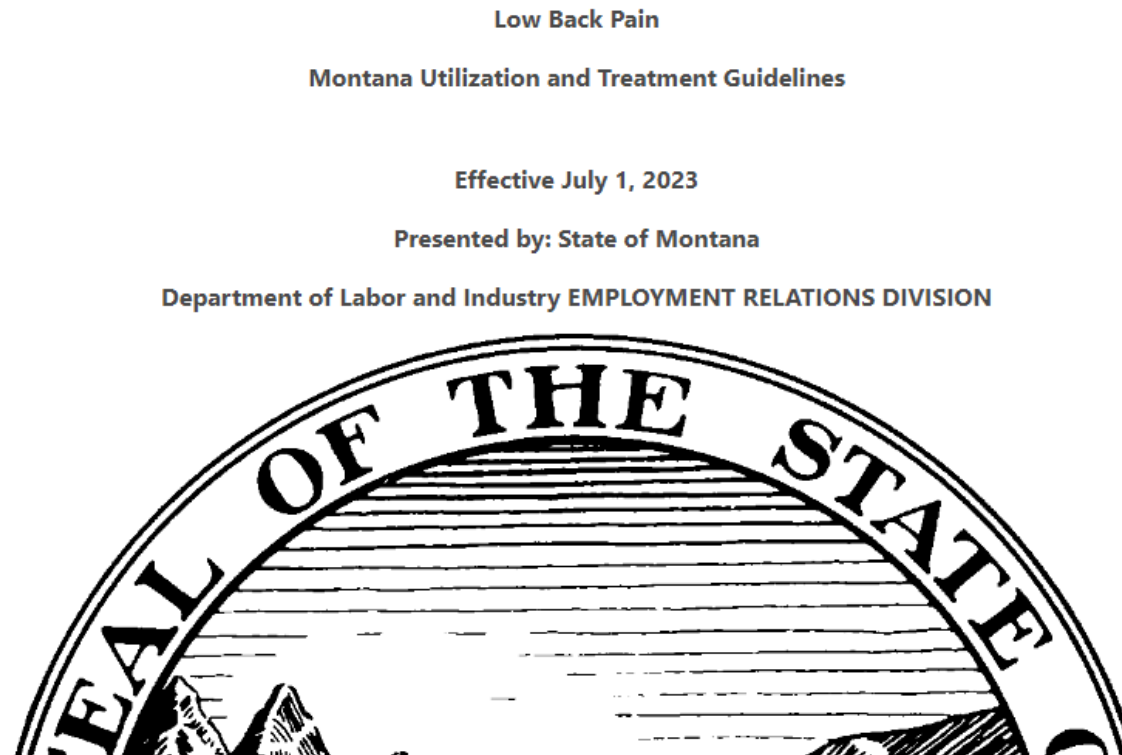 Low Back Pain
Montana Utilization and Treatment Guidelines
Effective July 1, 2023
Presented by: State of Montana
Department of Labor and Industry EMPLOYMENT RELATIONS DIVISION
EAL OF THE STATE O